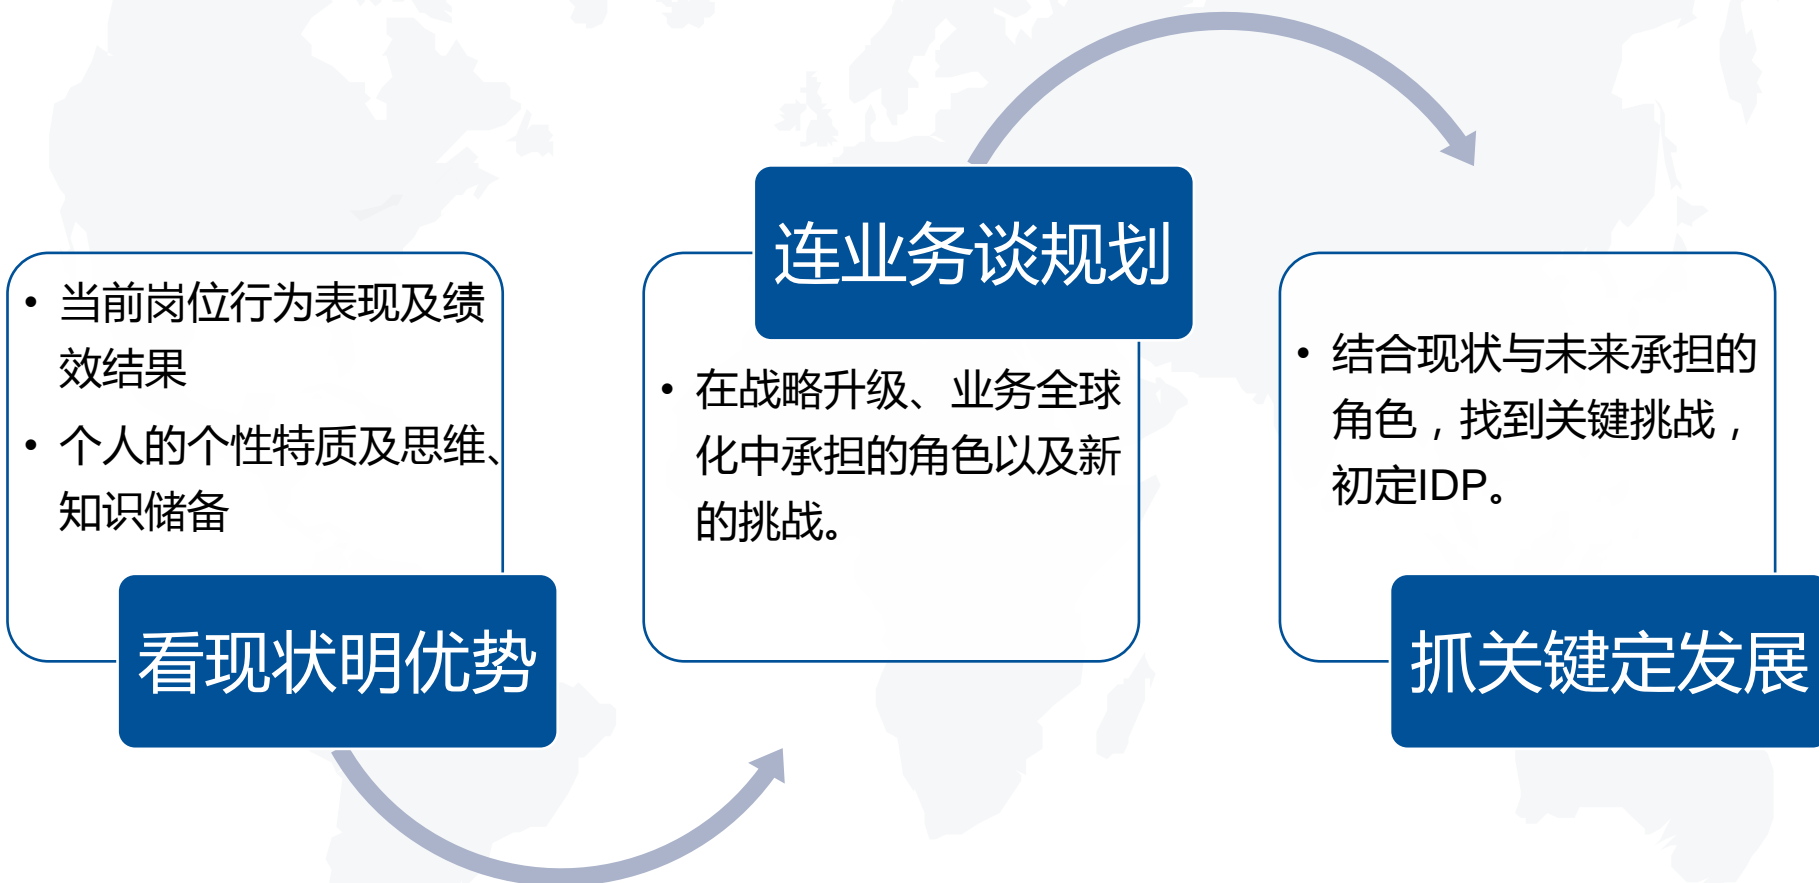 • 当前岗位行为表现及绩
效结果
• 个人的个性特质及思维、
知识储备
看现状明优势
连业务谈规划
• 在战略升级、业务全球
化中承担的角色以及新
的挑战。
• 结合现状与未来承担的
角色，找到关键挑战，
初定IDP。
抓关键定发展